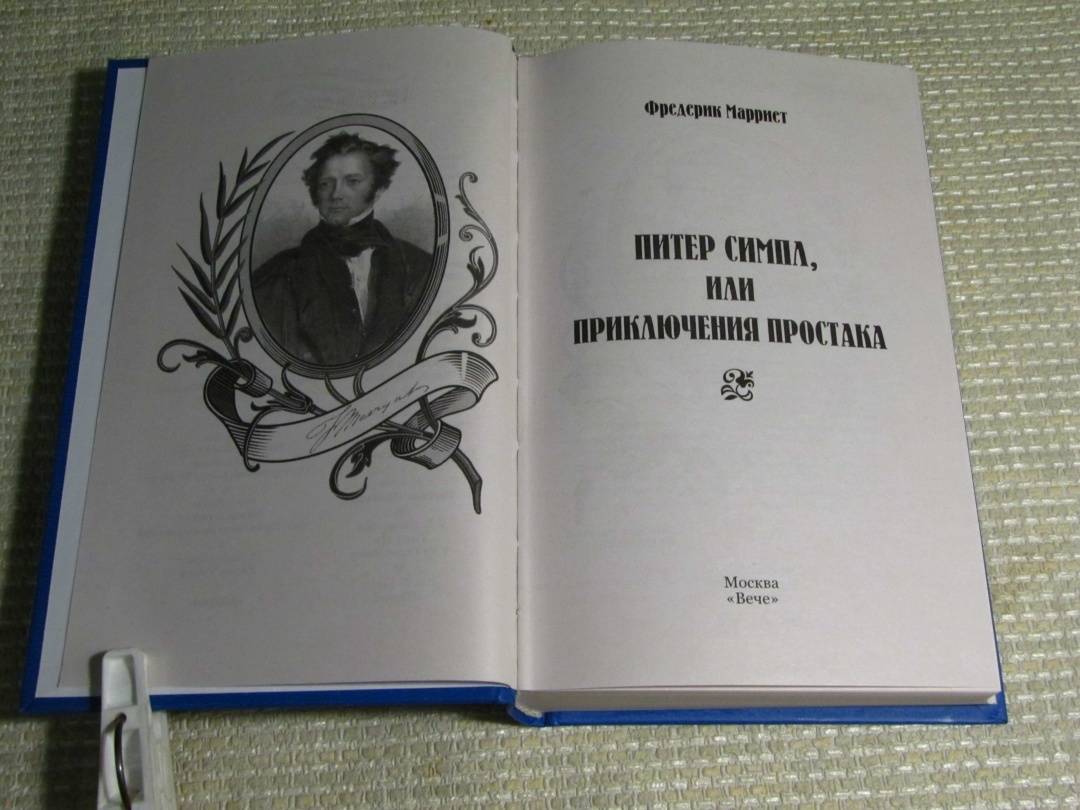 Фредерик Марриет
ПИТЕР СИМПЛ,
ИЛИ
ПРИКЛЮЧЕНИЯ ПРОСТАКА
Москва
«Вече»